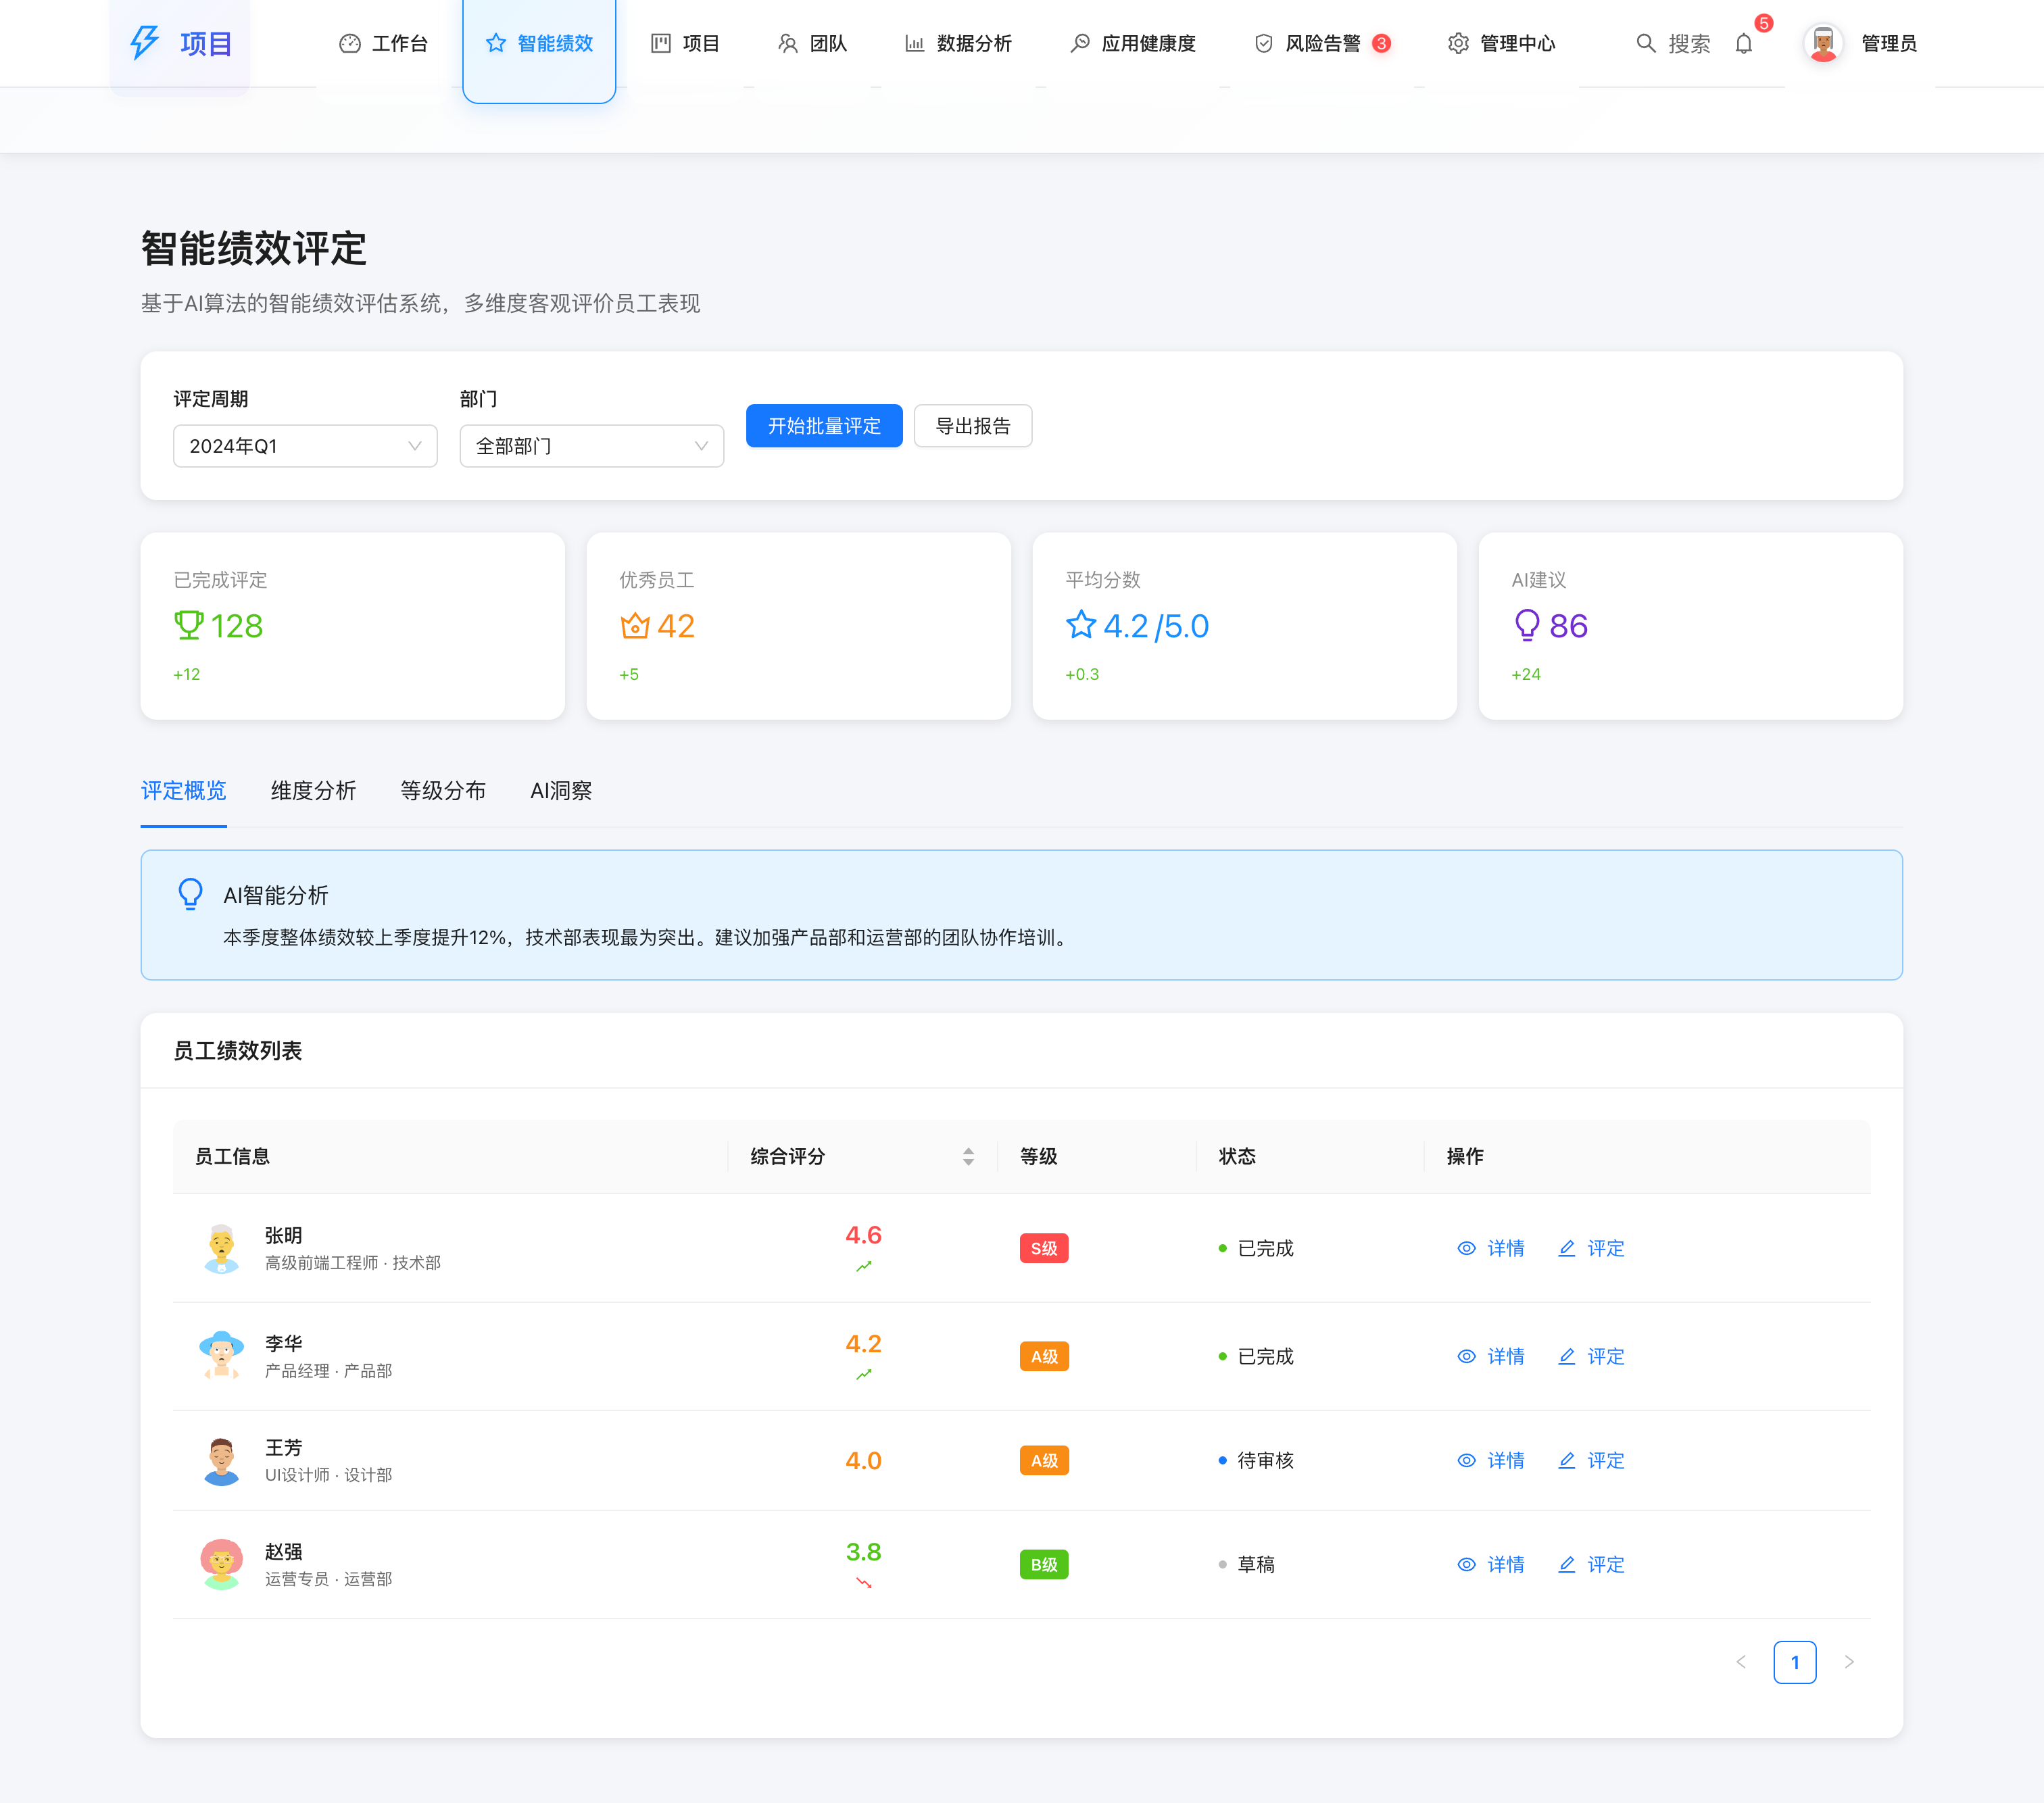 项目 工作台 智能绩效 项目 团队 数据分析 应用健康度 风险告警 3 管理中心 搜索 5 管理员
智能绩效评定
基于AI算法的智能绩效评估系统，多维度客观评价员工表现
评定周期 部门
2024年Q1 全部部门 开始批量评定 导出报告
已完成评定 优秀员工 平均分数 AI建议
128 42 4.2 /5.0 86
+12 +5 +0.3 +24
评定概览 维度分析 等级分布 AI洞察
AI智能分析
本季度整体绩效较上季度提升12%，技术部表现最为突出。建议加强产品部和运营部的团队协作培训。
员工绩效列表
员工信息 综合评分 等级 状态 操作
张明 4.6
高级前端工程师 · 技术部 S级 已完成 详情 评定
李华 4.2
产品经理 · 产品部 A级 已完成 详情 评定
王芳
UI设计师 · 设计部 4.0 A级 待审核 详情 评定
赵强 3.8
运营专员 · 运营部 B级 草稿 详情 评定
1